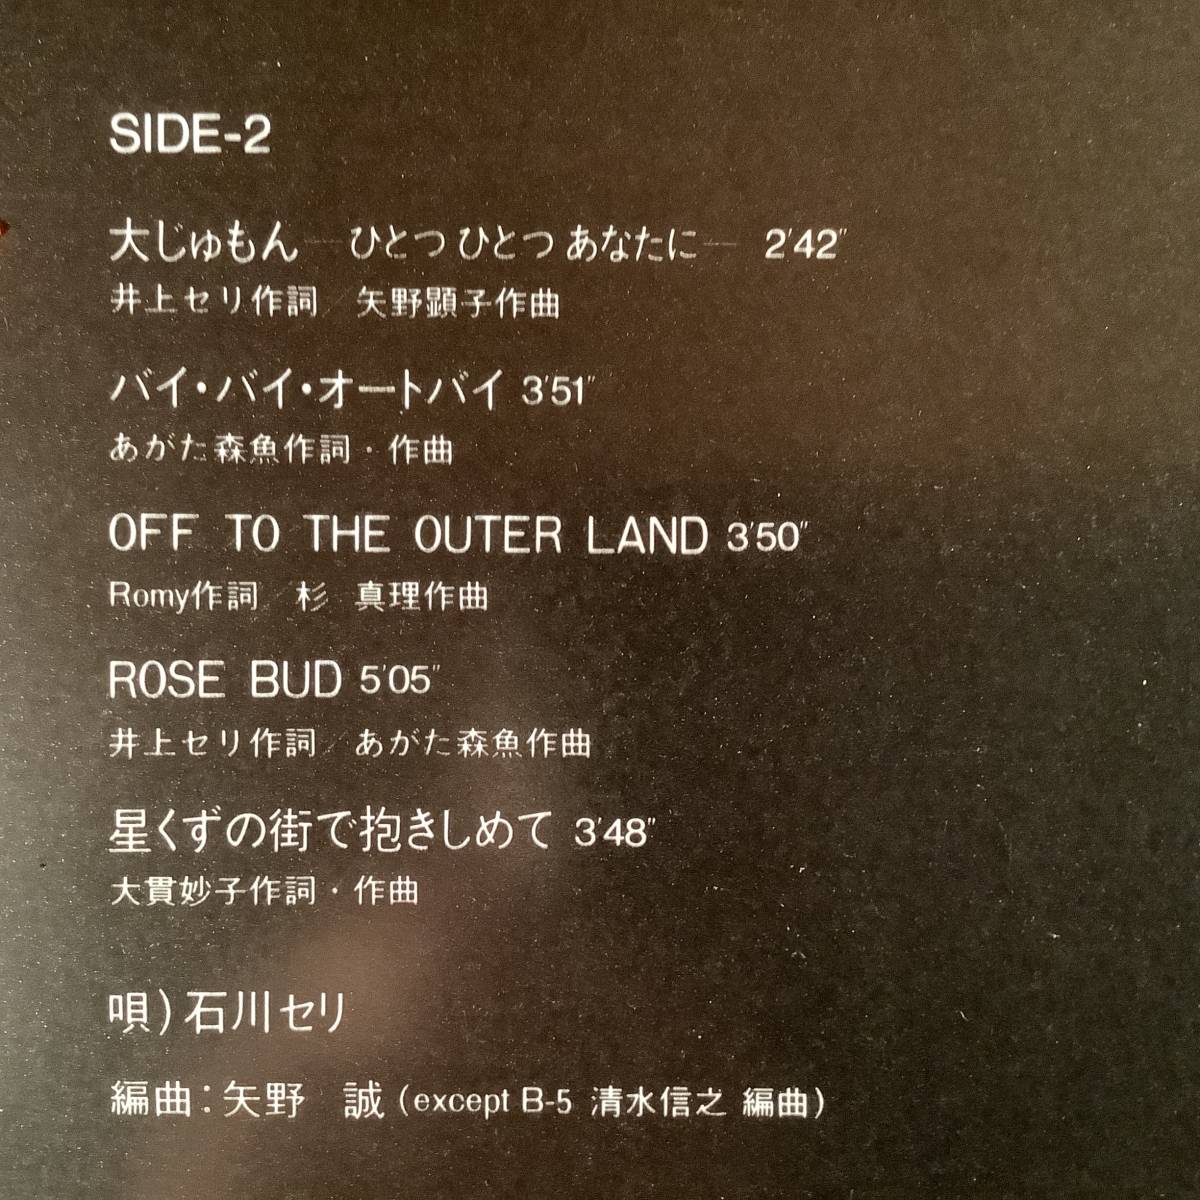 SIDE-2
大じゅもん―ひとつ ひとつ あなたに― 2'42"
井上セリ作詞／矢野顕子作曲
バイ・バイ・オートバイ 3'51"
あがた森魚作詞・作曲
OFF TO THE OUTER LAND 3'50"
Romy作詞／杉 真理作曲
ROSE BUD 5'05"
井上セリ作詞／あがた森魚作曲
星くずの街で抱きしめて 3'48"
大貫妙子作詞・作曲
唄）石川セリ
編曲：矢野 誠（except B-5 清水信之 編曲）